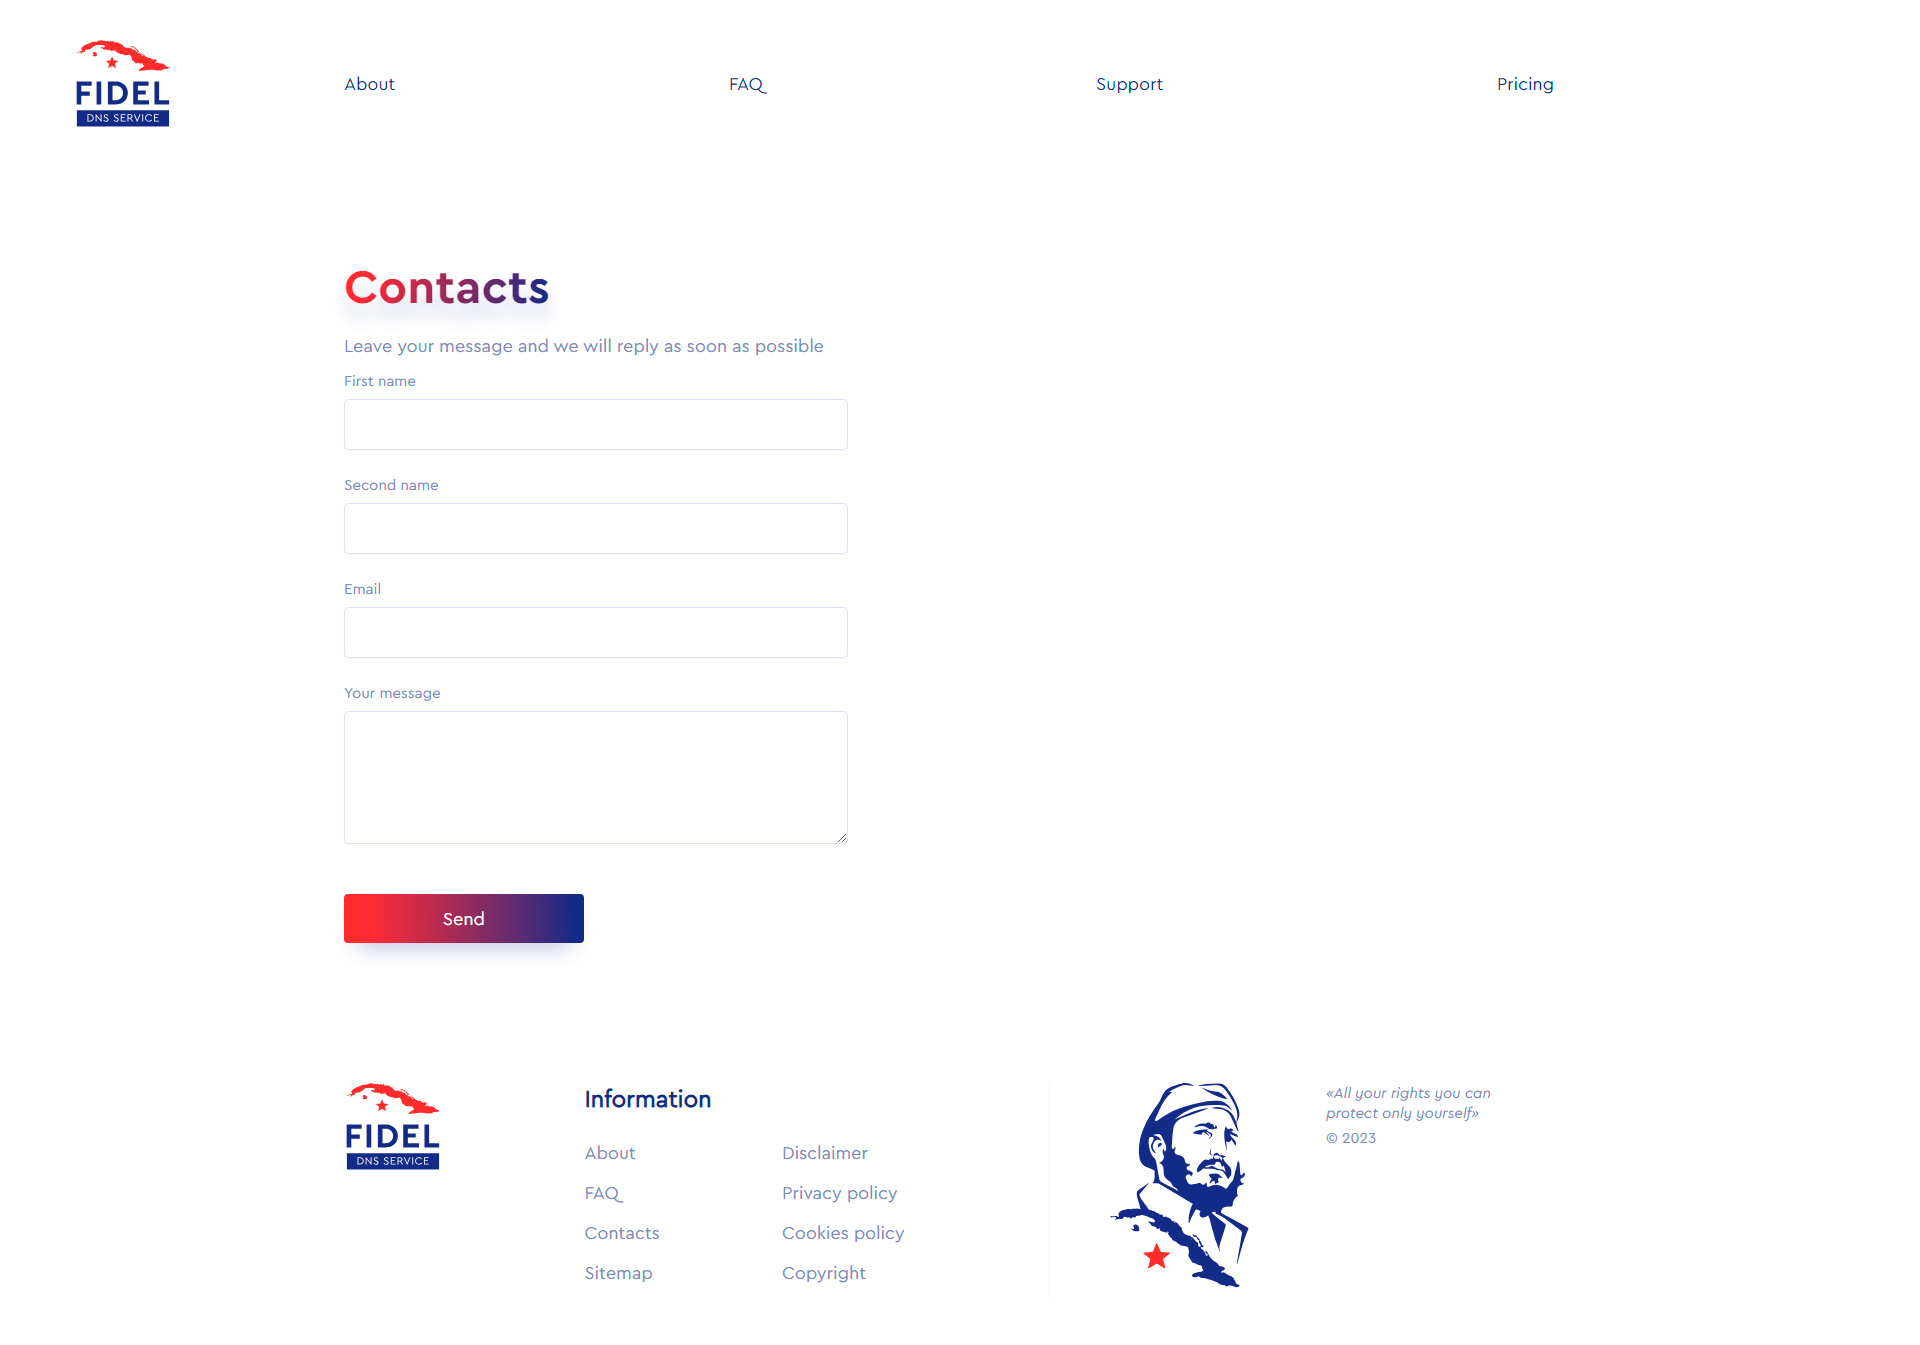 FIDEL
DNS SERVICE
About
FAQ
Support
Pricing
Contacts
Leave your message and we will reply as soon as possible
First name
Second name
Email
Your message
Send
FIDEL
DNS SERVICE
Information
About
FAQ
Contacts
Sitemap
Disclaimer
Privacy policy
Cookies policy
Copyright
«All your rights you can
protect only yourself»
© 2023